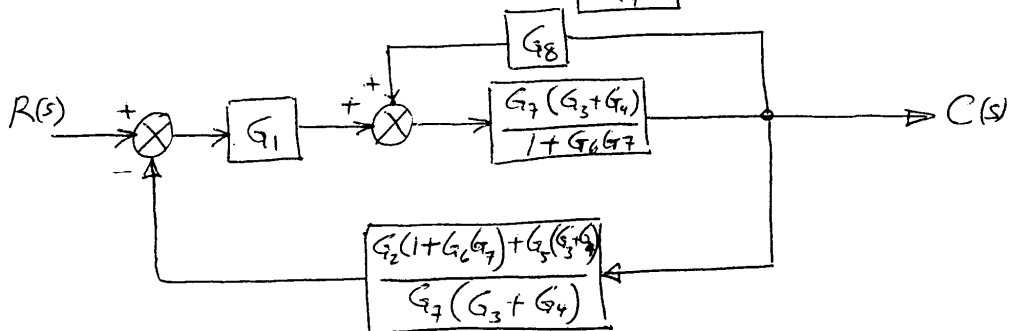 G8
R(s)
+
-
G1
+
+
G7 (G3+G4)
1+G6G7
C(s)
G2(1+G6G7)+G5(G3+G4)
G7(G3+G4)